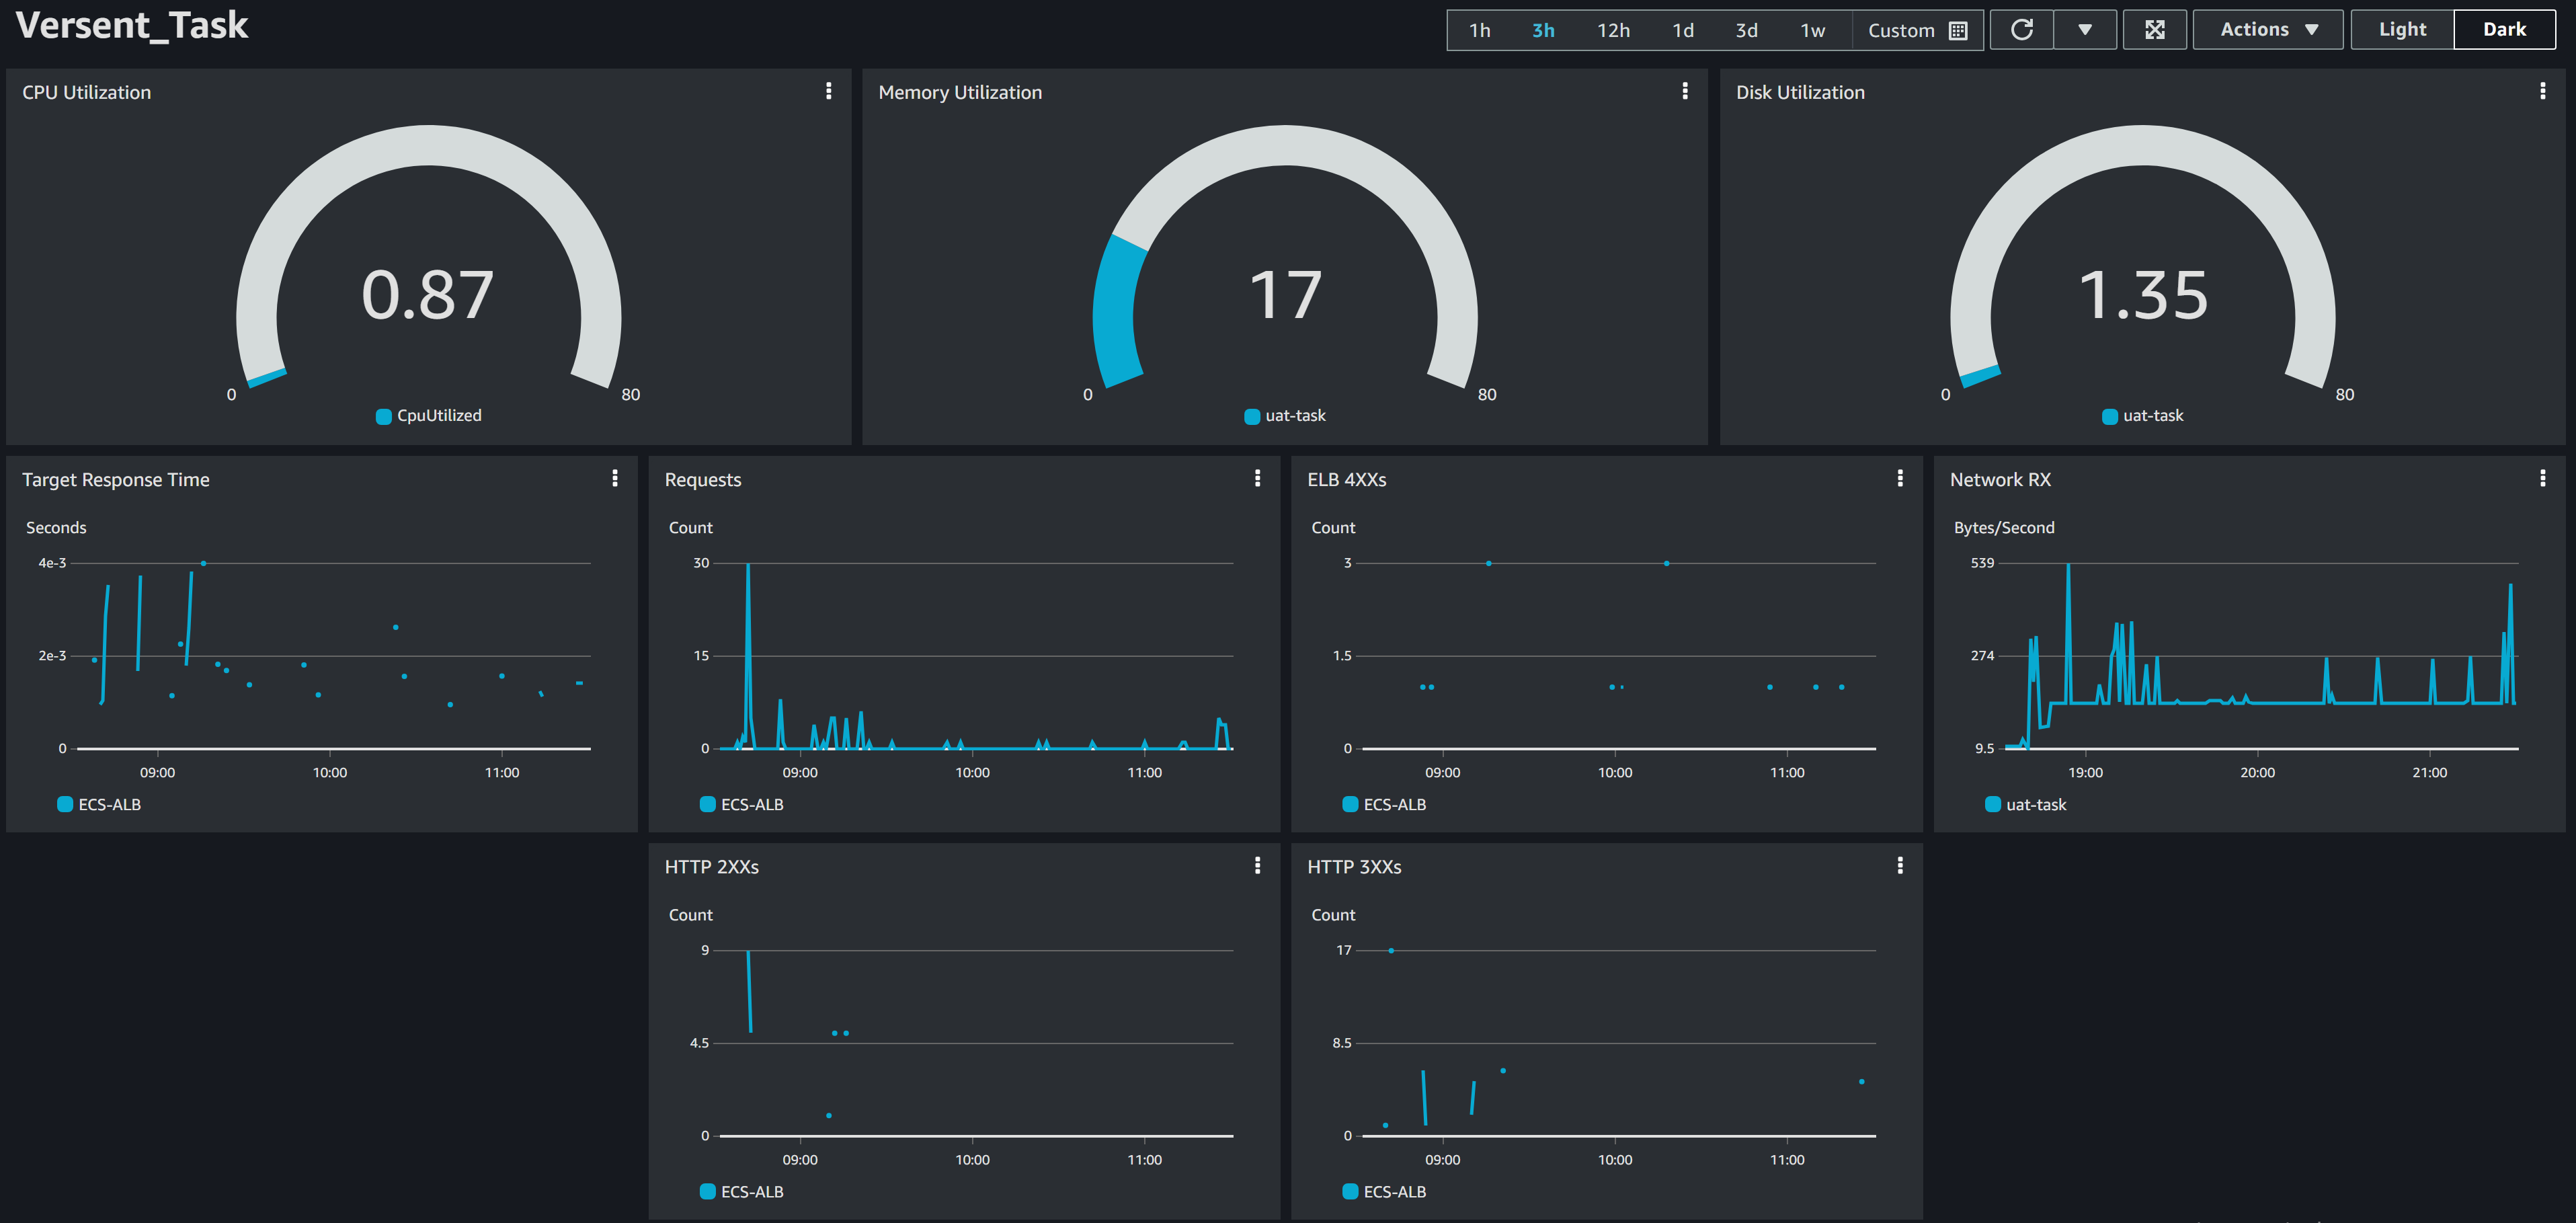 Versent_Task
1h 3h 12h 1d 3d 1w Custom Actions Light Dark
CPU Utilization
0.87
0 80
CpuUtilized
Memory Utilization
17
0 80
uat-task
Disk Utilization
1.35
0 80
uat-task
Target Response Time
Seconds
4e-3
2e-3
0
09:00 10:00 11:00
ECS-ALB
Requests
Count
30
15
0
09:00 10:00 11:00
ECS-ALB
ELB 4XXs
Count
3
1.5
0
09:00 10:00 11:00
ECS-ALB
Network RX
Bytes/Second
539
274
9.5
19:00 20:00 21:00
uat-task
HTTP 2XXs
Count
9
4.5
0
09:00 10:00 11:00
ECS-ALB
HTTP 3XXs
Count
17
8.5
0
09:00 10:00 11:00
ECS-ALB